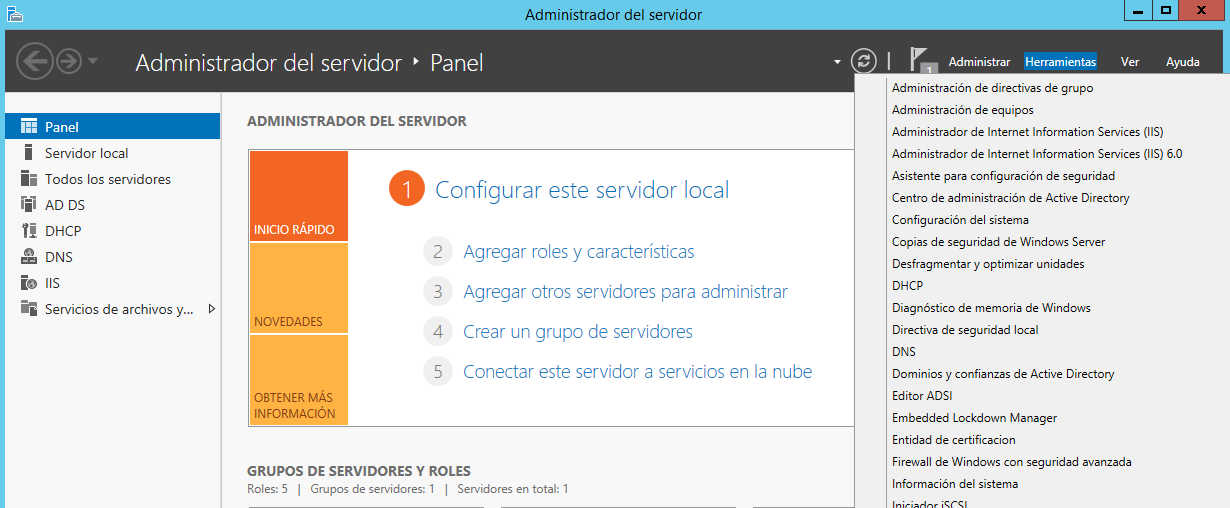 Administrador del servidor
Administrador del servidor ‣ Panel
1
Administrar
Herramientas
Ver
Ayuda
Panel
Servidor local
Todos los servidores
AD DS
DHCP
DNS
IIS
Servicios de archivos y...
ADMINISTRADOR DEL SERVIDOR
INICIO RÁPIDO
NOVEDADES
OBTENER MÁS
INFORMACIÓN
1 Configurar este servidor local
2 Agregar roles y características
3 Agregar otros servidores para administrar
4 Crear un grupo de servidores
5 Conectar este servidor a servicios en la nube
GRUPOS DE SERVIDORES Y ROLES
Roles: 5 | Grupos de servidores: 1 | Servidores en total: 1
Administración de directivas de grupo
Administración de equipos
Administrador de Internet Information Services (IIS)
Administrador de Internet Information Services (IIS) 6.0
Asistente para configuración de seguridad
Centro de administración de Active Directory
Configuración del sistema
Copias de seguridad de Windows Server
Desfragmentar y optimizar unidades
DHCP
Diagnóstico de memoria de Windows
Directiva de seguridad local
DNS
Dominios y confianzas de Active Directory
Editor ADSI
Embedded Lockdown Manager
Entidad de certificacion
Firewall de Windows con seguridad avanzada
Información del sistema
Iniciador iSCSI